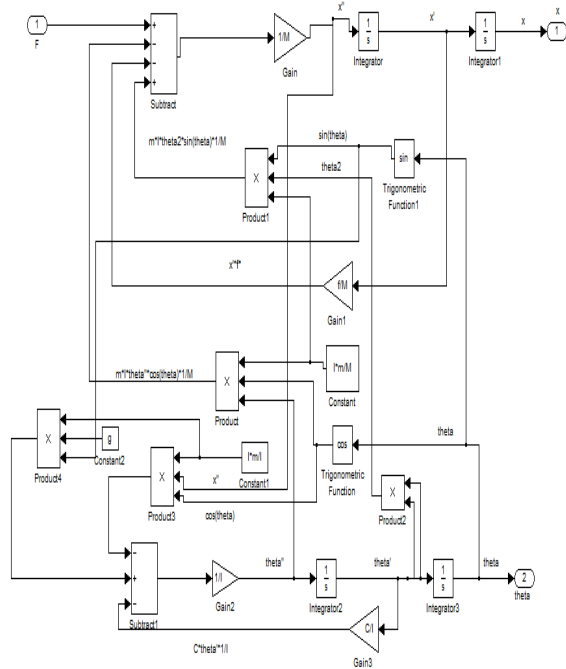 x''
x'
x
x
1
F
+
−
−
+
Subtract
1/M
Gain
1
s
Integrator
1
s
Integrator1
1
m*l*theta2*sin(theta)*1/M
sin(theta)
theta2
X
Product1
sin
Trigonometric
Function1
x'*f*
f/M
Gain1
m*l*theta''*cos(theta)*1/M
X
Product
l*m/M
Constant
X
Product4
g
Constant2
X
Product3
l*m/l
Constant1
x''
cos(theta)
cos
Trigonometric
Function
theta
X
Product2
−
+
−
Subtract1
1/I
Gain2
theta''
1
s
Integrator2
theta'
1
s
Integrator3
theta
2
theta
C*theta'*1/I
C/I
Gain3